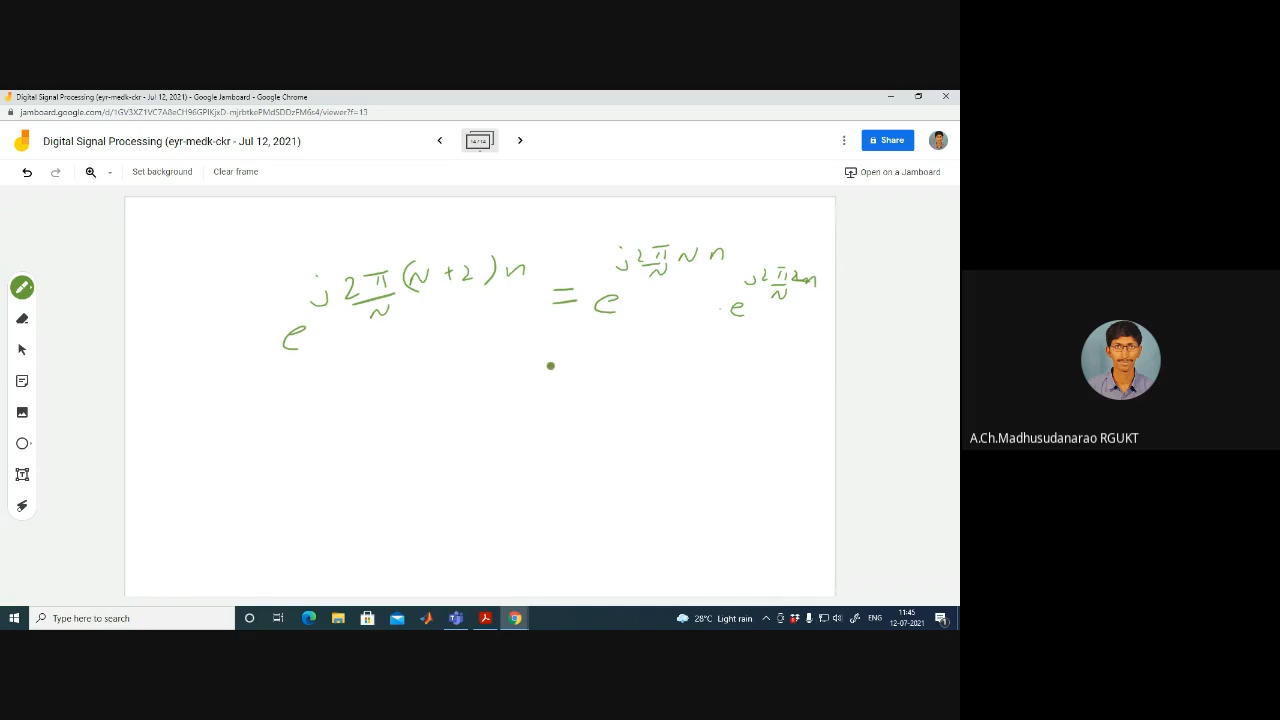 Digital Signal Processing (eyr-medk-ckr - Jul 12, 2021) - Google Jamboard - Google Chrome
Digital Signal Processing (eyr-medk-ckr - Jul 12, 2021)
14 / 14
Share
Set background
Clear frame
Open on a Jamboard
e^{j 2π/N (N+2) n} = e^{j 2π/N N n} . e^{j 2π/N 2n}
A.Ch.Madhusudanarao RGUKT
Type here to search
28°C Light rain
ENG
11:45
12-07-2021